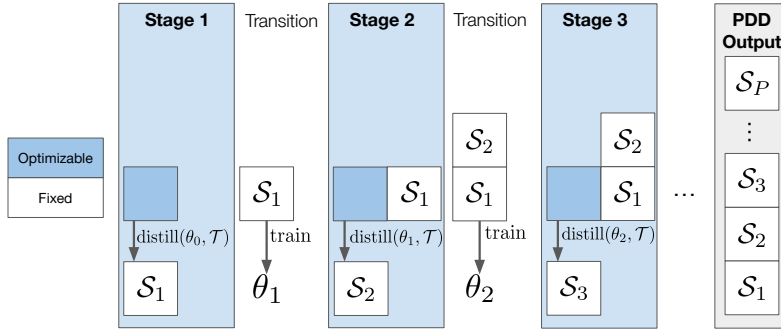 Stage 1
Transition
Stage 2
Transition
Stage 3
PDD
Output
Optimizable
Fixed
S₁
distill(θ₀, T)
S₁
train
θ₁
S₁
distill(θ₁, T)
S₂
S₂
S₁
train
θ₂
S₂
S₁
distill(θ₂, T)
S₃
...
S_P
⋮
S₃
S₂
S₁